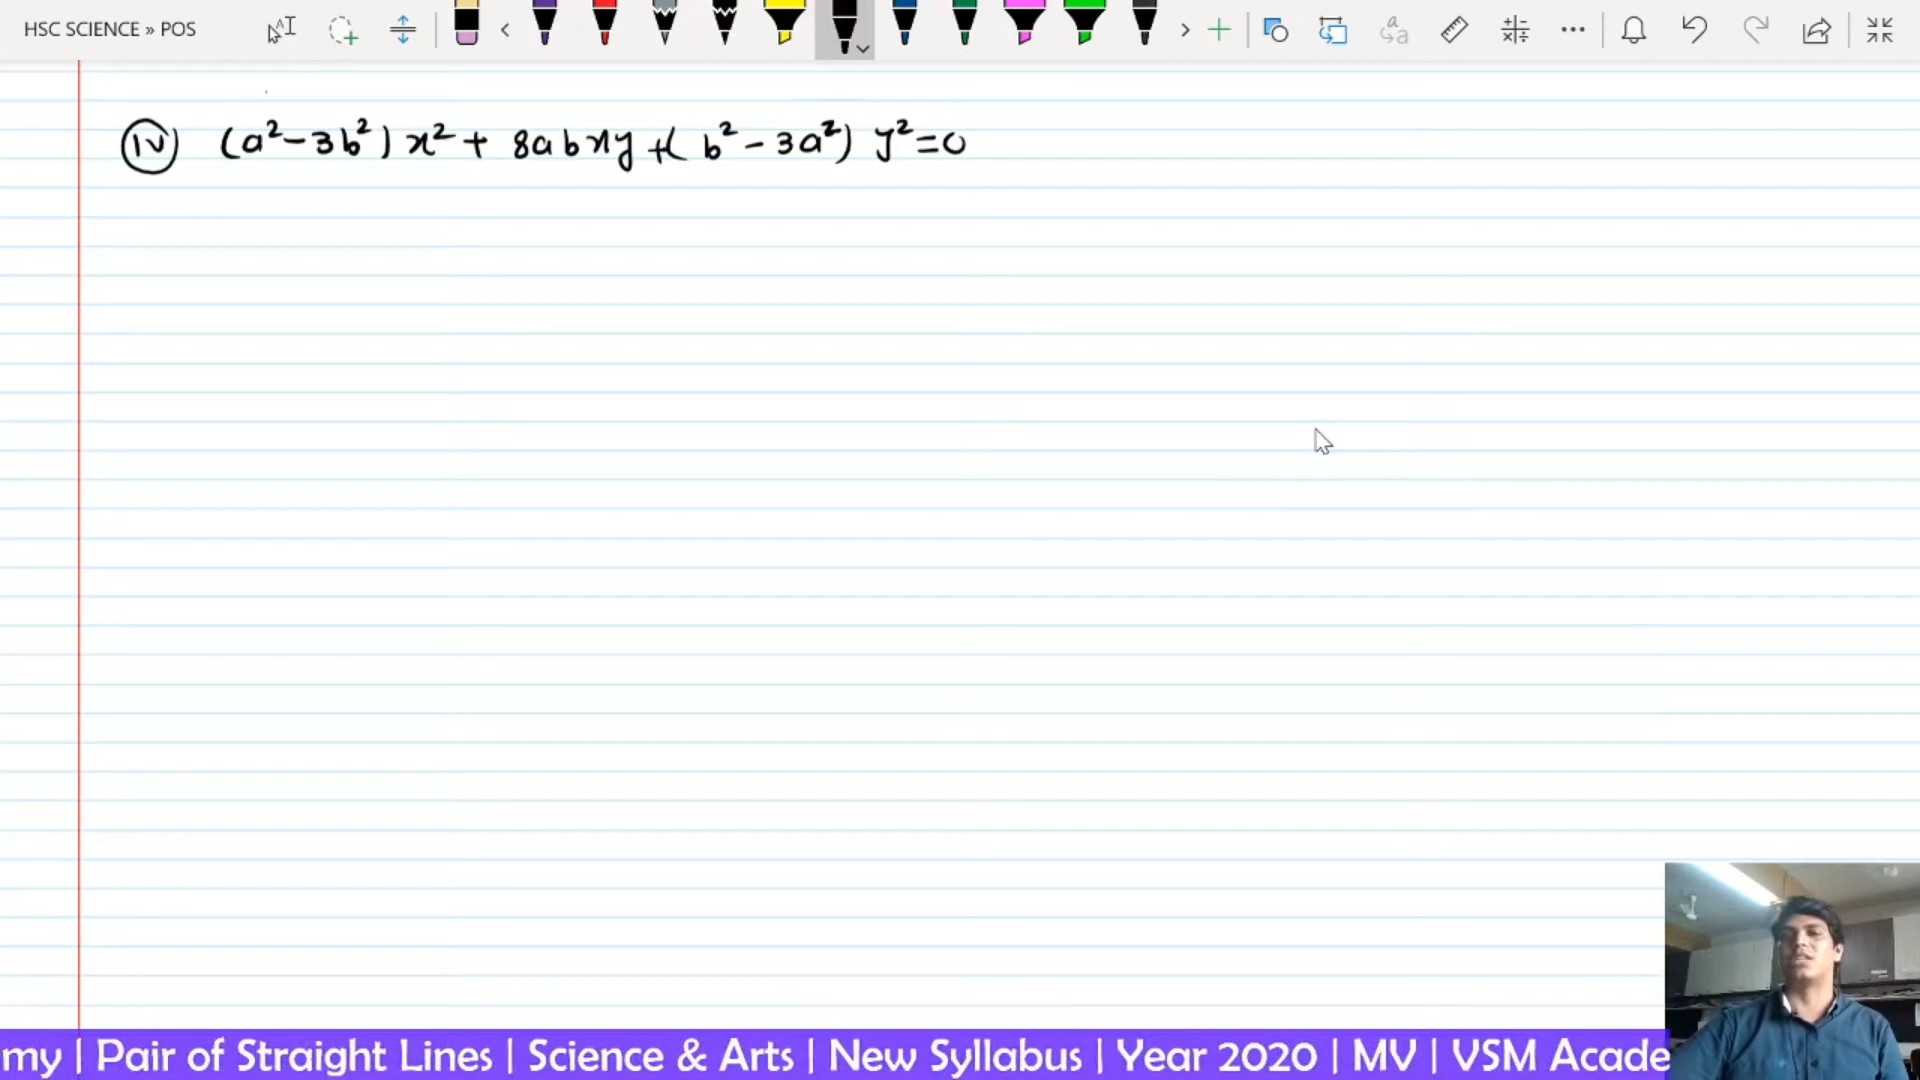 HSC SCIENCE » POS
(iv) (a²-3b²) x² + 8abxy +( b² - 3a²) y² = 0
my | Pair of Straight Lines | Science & Arts | New Syllabus | Year 2020 | MV | VSM Acade